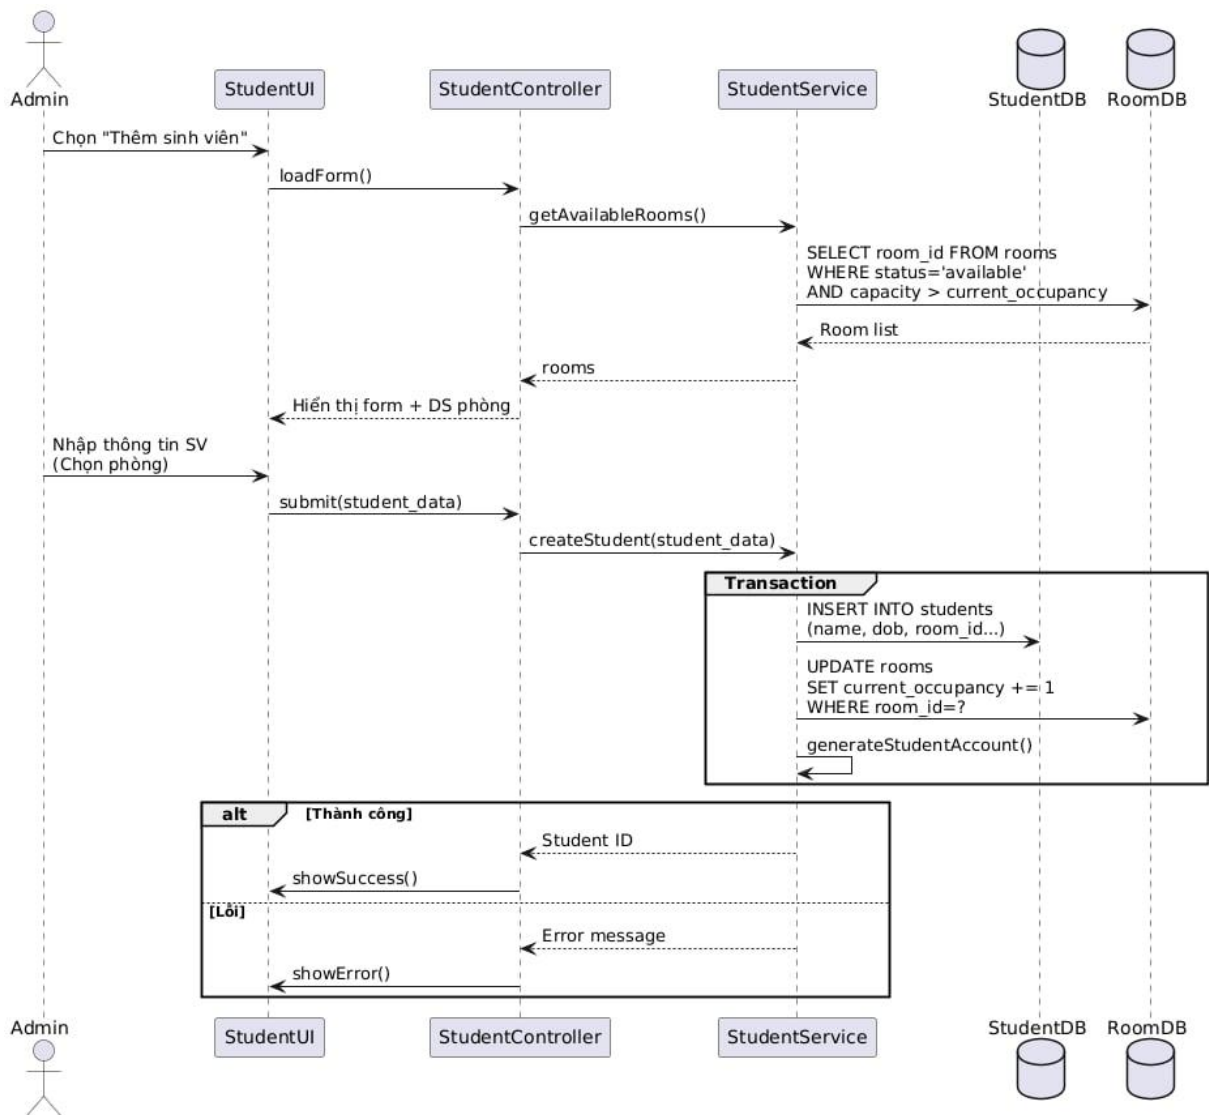 Admin
StudentUI
StudentController
StudentService
StudentDB
RoomDB
Chọn "Thêm sinh viên"
loadForm()
getAvailableRooms()
SELECT room_id FROM rooms
WHERE status='available'
AND capacity > current_occupancy
Room list
rooms
Hiển thị form + DS phòng
Nhập thông tin SV
(Chọn phòng)
submit(student_data)
createStudent(student_data)
Transaction
INSERT INTO students
(name, dob, room_id...)
UPDATE rooms
SET current_occupancy += 1
WHERE room_id=?
generateStudentAccount()
alt [Thành công]
Student ID
showSuccess()
[Lỗi]
Error message
showError()
Admin
StudentUI
StudentController
StudentService
StudentDB
RoomDB